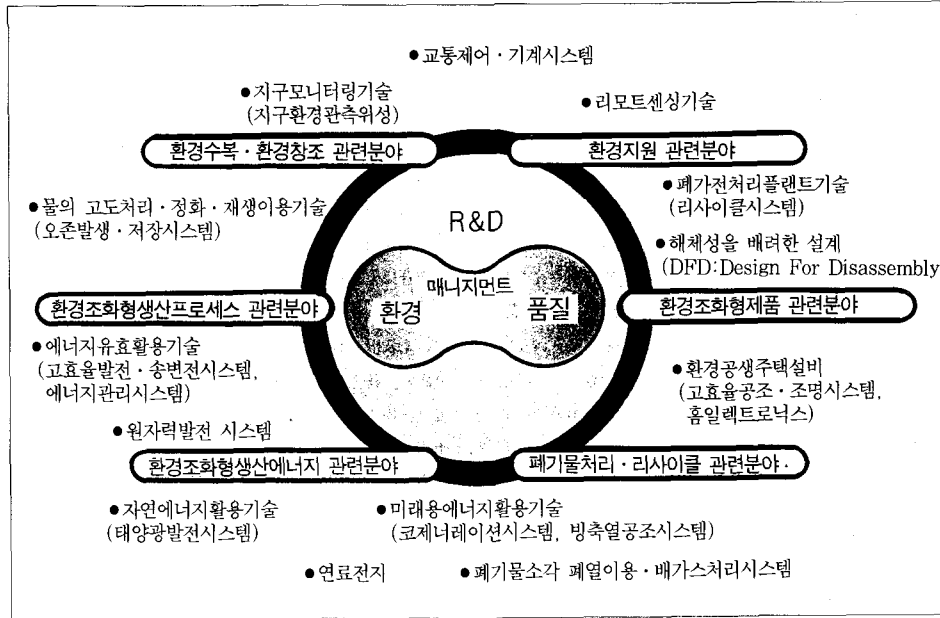 ●교통제어·기계시스템
●지구모니터링기술
(지구환경관측위성)
●리모트센싱기술
환경수복·환경창조 관련분야
환경지원 관련분야
●물의 고도처리·정화·재생이용기술
(오존발생·저장시스템)
●폐가전처리플랜트기술
(리사이클시스템)
●해체성을 배려한 설계
(DFD:Design For Disassembly
R&D
매니지먼트
환경
품질
환경조화형생산프로세스 관련분야
환경조화형제품 관련분야
●에너지유효활용기술
(고효율발전·송변전시스템,
에너지관리시스템)
●환경공생주택설비
(고효율공조·조명시스템,
홈일렉트로닉스)
●원자력발전 시스템
환경조화형생산에너지 관련분야
폐기물처리·리사이클 관련분야
●자연에너지활용기술
(태양광발전시스템)
●미래용에너지활용기술
(코제너레이션시스템, 빙축열공조시스템)
●연료전지
●폐기물소각 폐열이용·배가스처리시스템